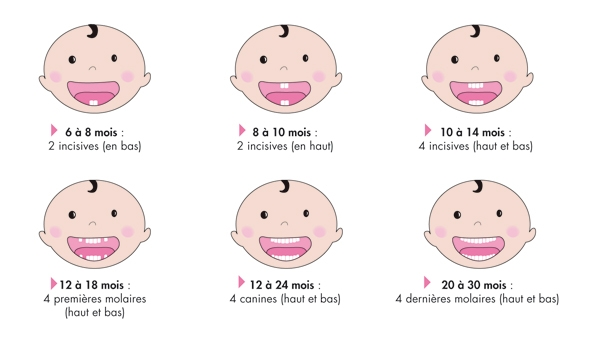 6 à 8 mois :
2 incisives (en bas)
8 à 10 mois :
2 incisives (en haut)
10 à 14 mois :
4 incisives (haut et bas)
12 à 18 mois :
4 premières molaires
(haut et bas)
12 à 24 mois :
4 canines (haut et bas)
20 à 30 mois :
4 dernières molaires (haut et bas)